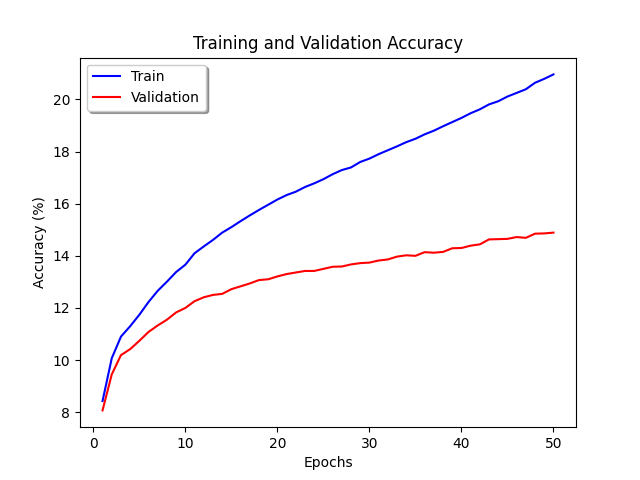 Training and Validation Accuracy
Train
Validation
20
18
16
14
12
10
8
Accuracy (%)
0 10 20 30 40 50
Epochs